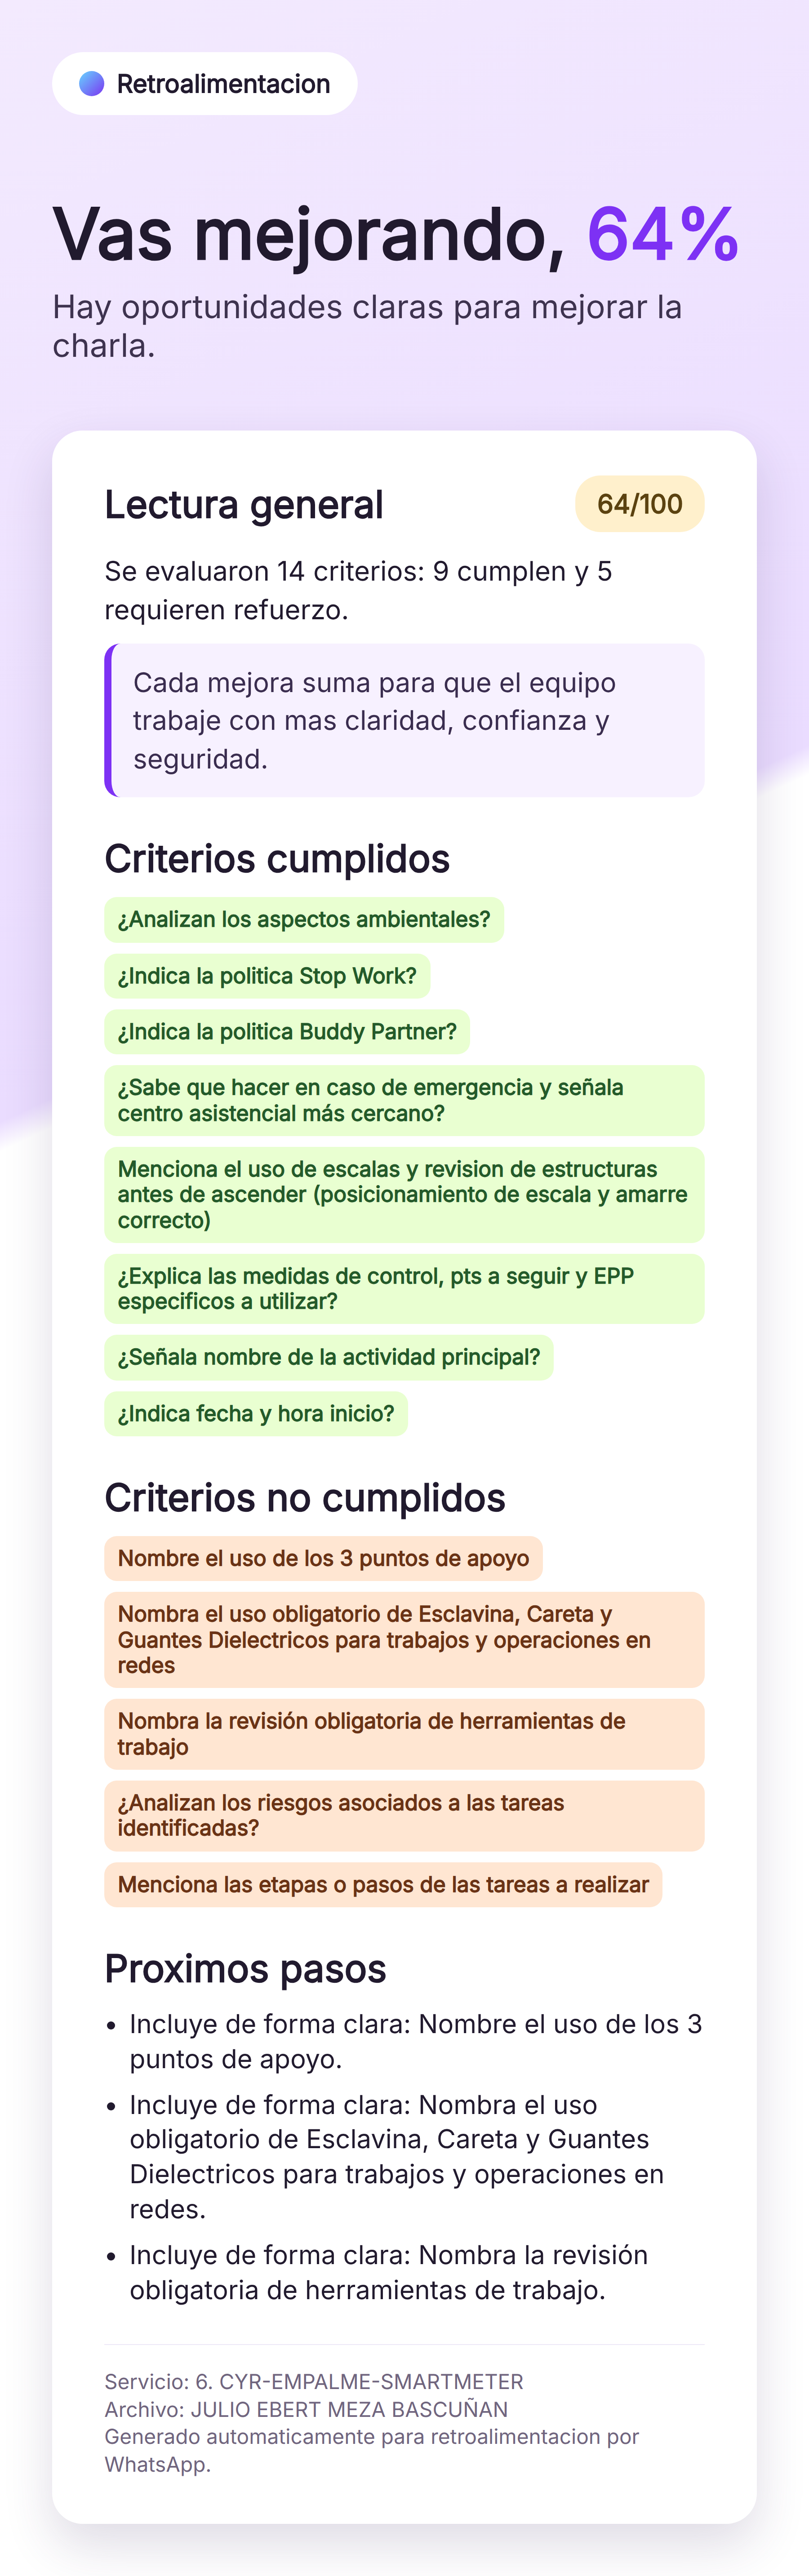 Retroalimentacion
Vas mejorando, 64%
Hay oportunidades claras para mejorar la
charla.
Lectura general
64/100
Se evaluaron 14 criterios: 9 cumplen y 5
requieren refuerzo.
Cada mejora suma para que el equipo
trabaje con mas claridad, confianza y
seguridad.
Criterios cumplidos
¿Analizan los aspectos ambientales?
¿Indica la politica Stop Work?
¿Indica la politica Buddy Partner?
¿Sabe que hacer en caso de emergencia y señala
centro asistencial más cercano?
Menciona el uso de escalas y revision de estructuras
antes de ascender (posicionamiento de escala y amarre
correcto)
¿Explica las medidas de control, pts a seguir y EPP
especificos a utilizar?
¿Señala nombre de la actividad principal?
¿Indica fecha y hora inicio?
Criterios no cumplidos
Nombre el uso de los 3 puntos de apoyo
Nombra el uso obligatorio de Esclavina, Careta y
Guantes Dielectricos para trabajos y operaciones en
redes
Nombra la revisión obligatoria de herramientas de
trabajo
¿Analizan los riesgos asociados a las tareas
identificadas?
Menciona las etapas o pasos de las tareas a realizar
Proximos pasos
• Incluye de forma clara: Nombre el uso de los 3
puntos de apoyo.
• Incluye de forma clara: Nombra el uso
obligatorio de Esclavina, Careta y Guantes
Dielectricos para trabajos y operaciones en
redes.
• Incluye de forma clara: Nombra la revisión
obligatoria de herramientas de trabajo.
Servicio: 6. CYR-EMPALME-SMARTMETER
Archivo: JULIO EBERT MEZA BASCUÑAN
Generado automaticamente para retroalimentacion por
WhatsApp.